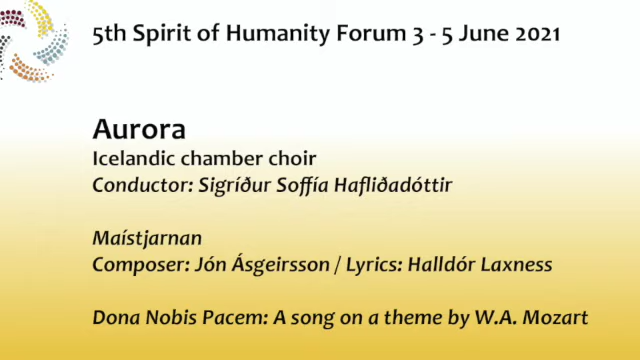 5th Spirit of Humanity Forum 3 - 5 June 2021
Aurora
Icelandic chamber choir
Conductor: Sigríður Soffía Hafliðadóttir
Maístjarnan
Composer: Jón Ásgeirsson / Lyrics: Halldór Laxness
Dona Nobis Pacem: A song on a theme by W.A. Mozart